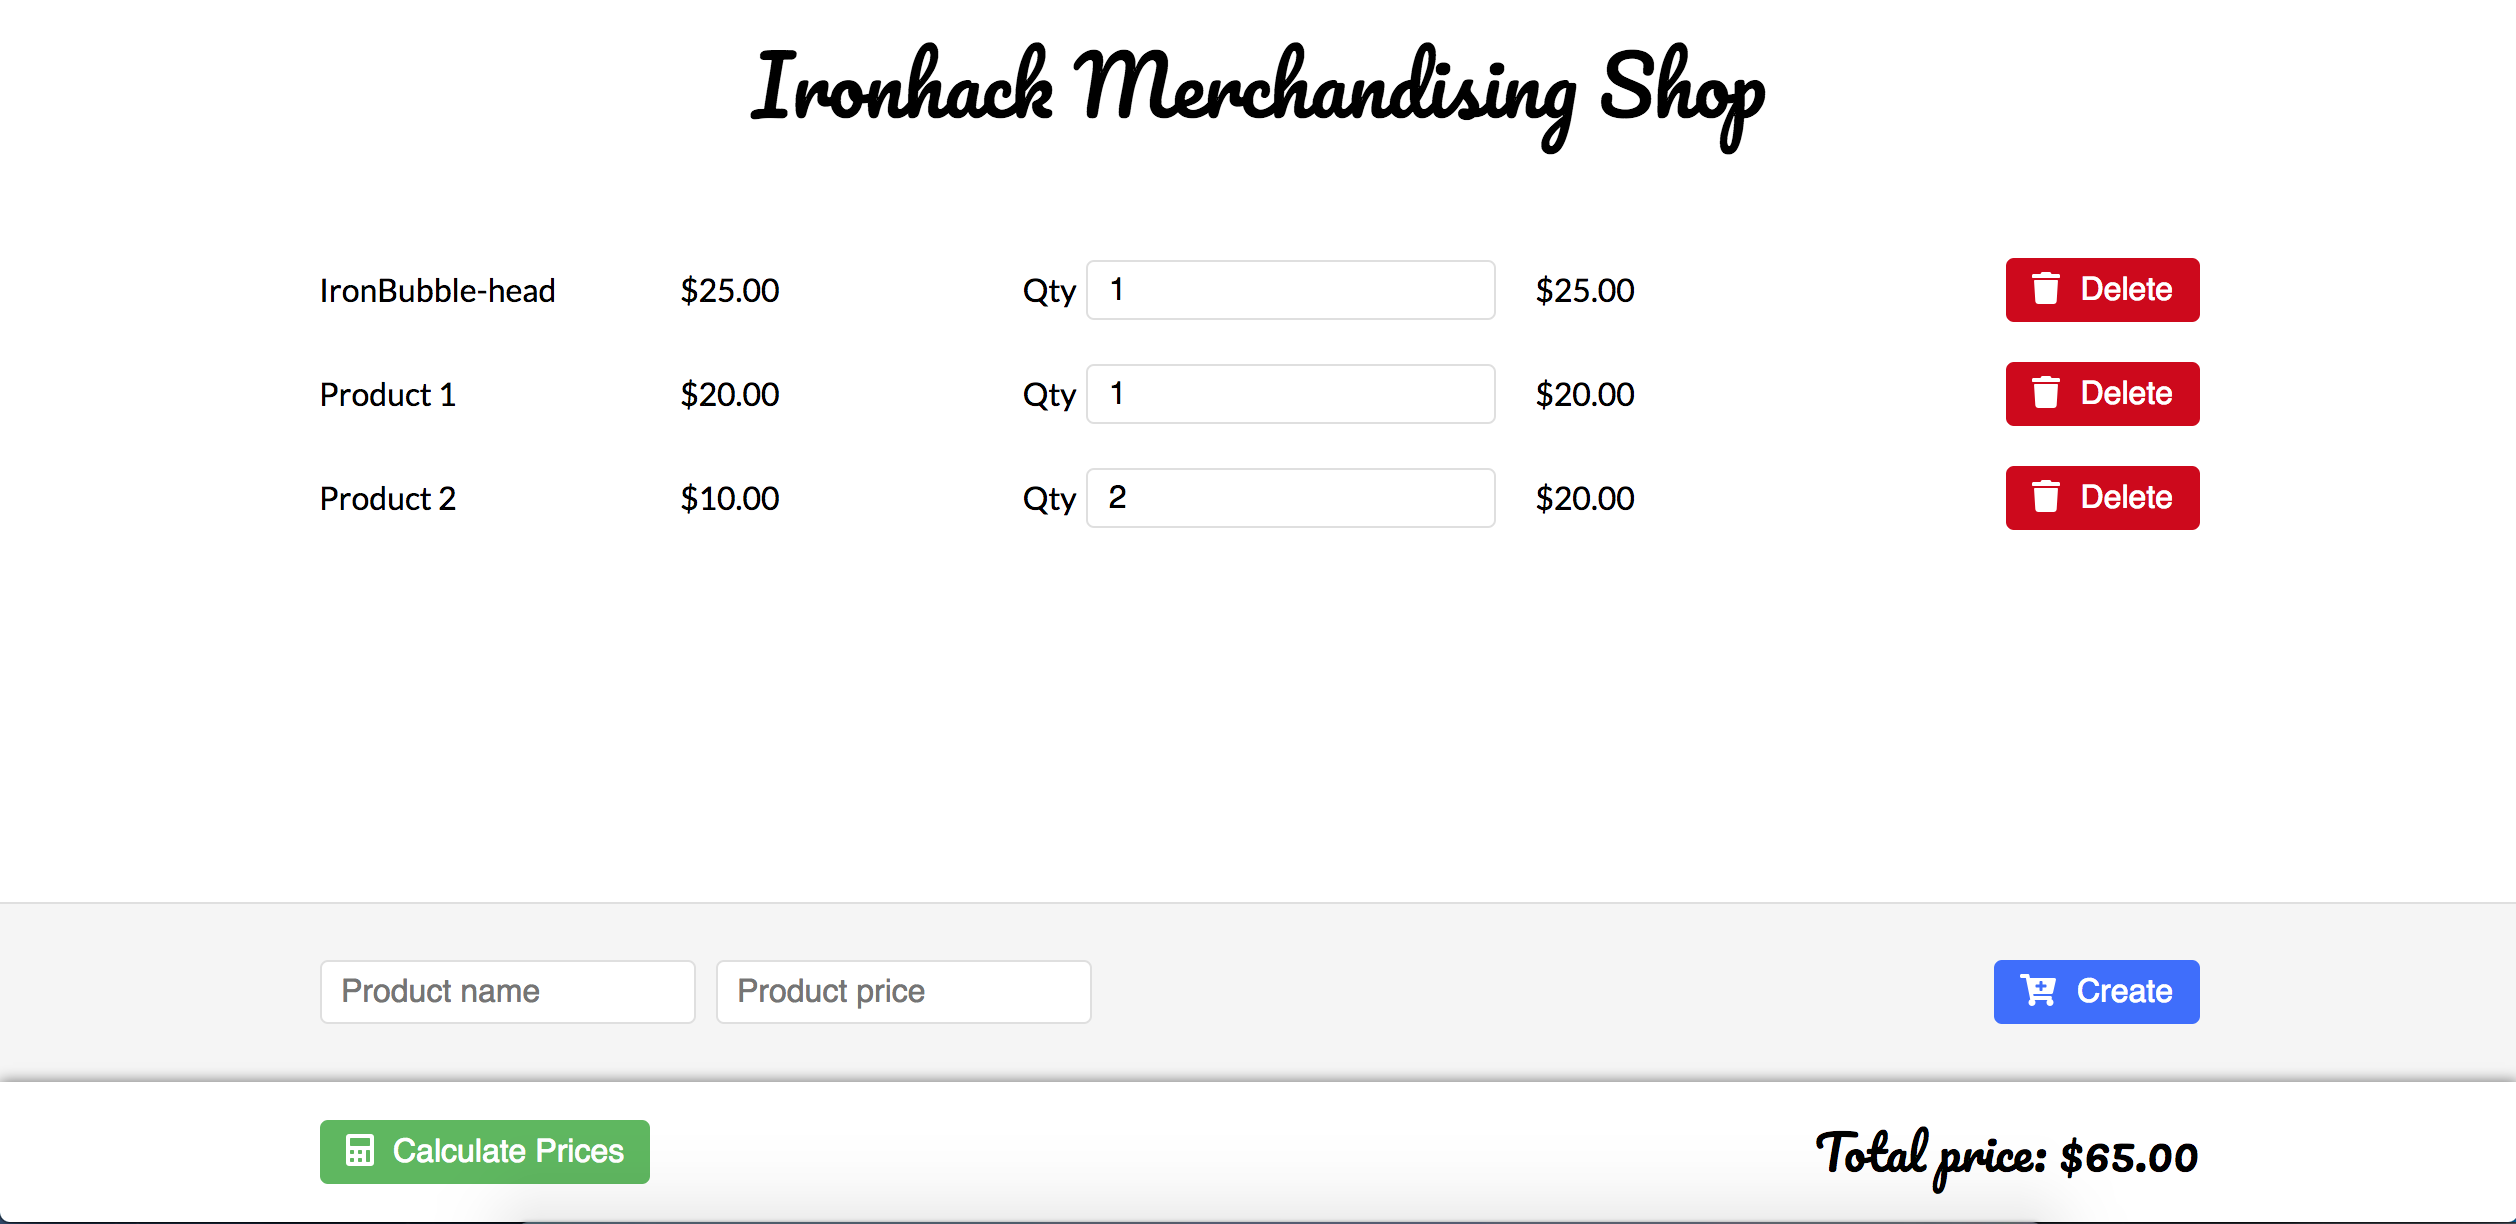 Ironhack Merchandising Shop
IronBubble-head $25.00 Qty 1 $25.00 Delete
Product 1 $20.00 Qty 1 $20.00 Delete
Product 2 $10.00 Qty 2 $20.00 Delete
Product name Product price Create
Calculate Prices Total price: $65.00